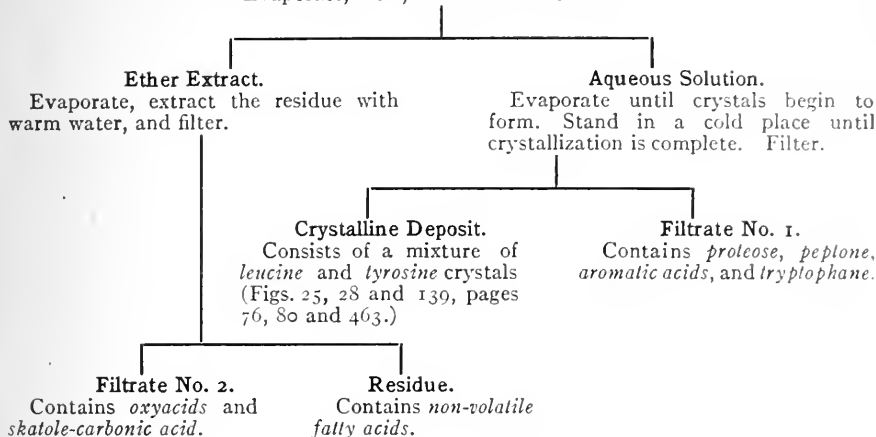 Ether Extract.
Evaporate, extract the residue with
warm water, and filter.
Aqueous Solution.
Evaporate until crystals begin to
form. Stand in a cold place until
crystallization is complete. Filter.
Crystalline Deposit.
Consists of a mixture of
leucine and tyrosine crystals
(Figs. 25, 28 and 139, pages
76, 80 and 463.)
Filtrate No. 1.
Contains proteose, peptone,
aromatic acids, and tryptophane.
Filtrate No. 2.
Contains oxyacids and
skatole-carbonic acid.
Residue.
Contains non-volatile
fatty acids.